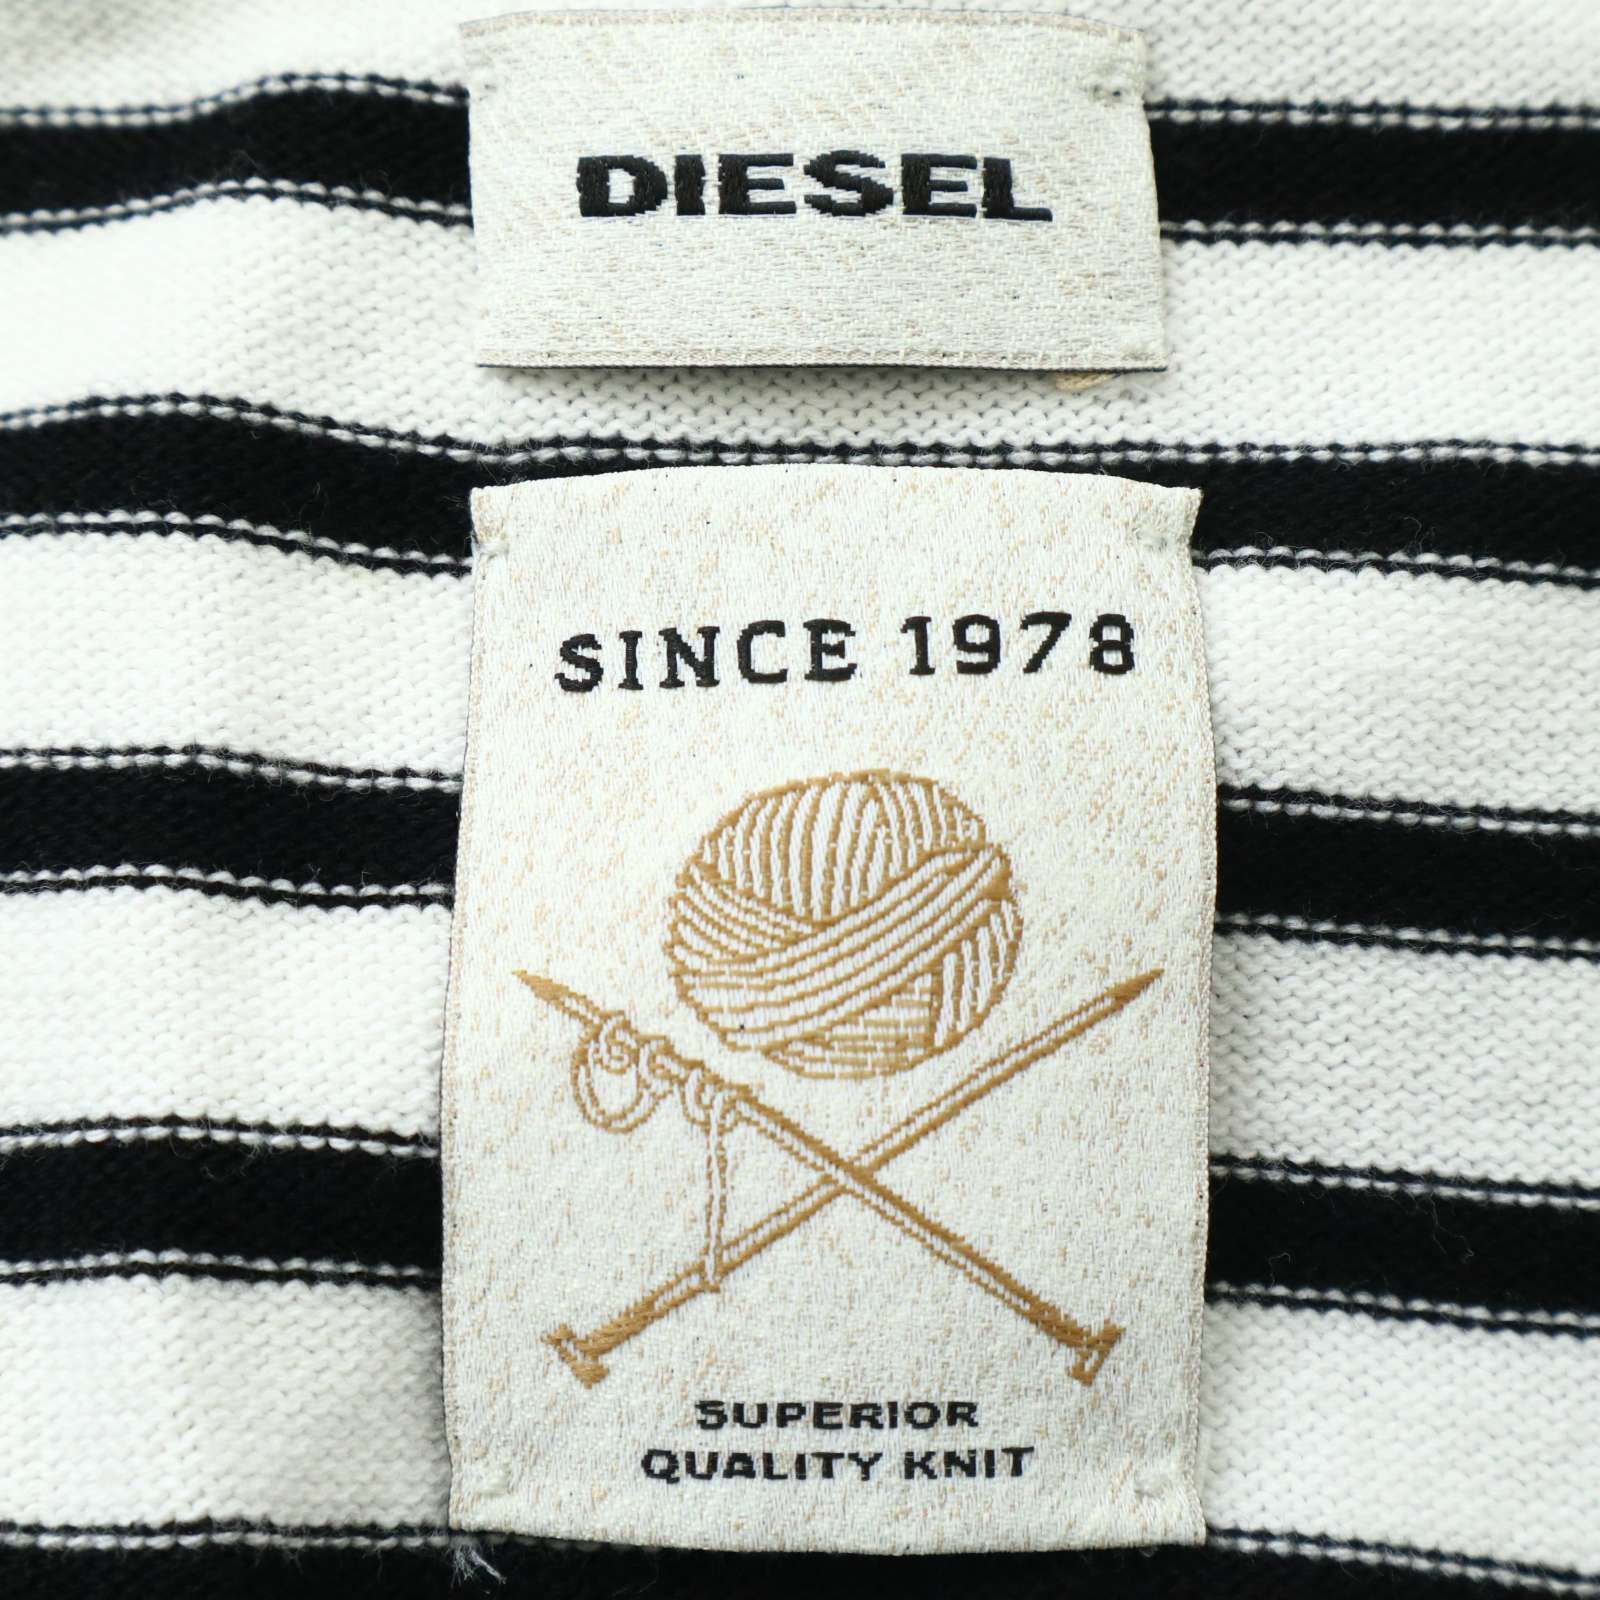 DIESEL
SINCE 1978
SUPERIOR
QUALITY KNIT